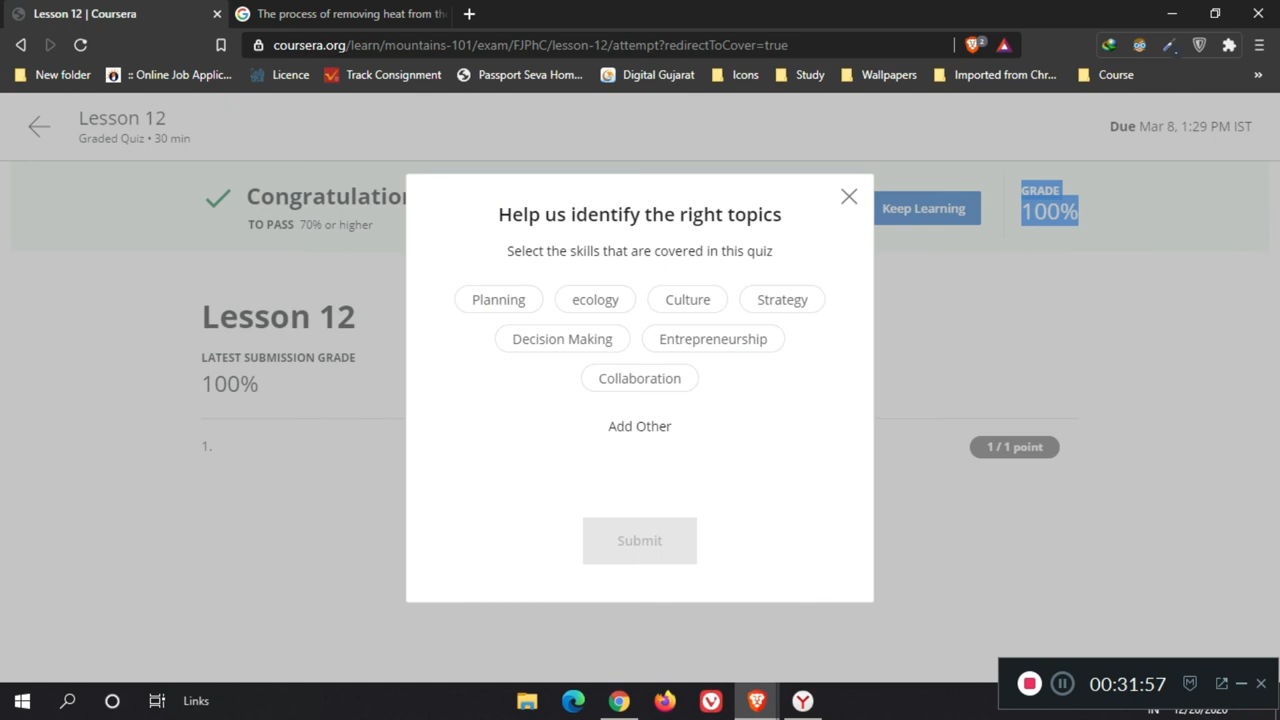 Lesson 12 | Coursera
The process of removing heat from the
coursera.org/learn/mountains-101/exam/FJPhC/lesson-12/attempt?redirectToCover=true
2
New folder
:: Online Job Applic...
Licence
Track Consignment
Passport Seva Hom...
Digital Gujarat
Icons
Study
Wallpapers
Imported from Chr...
Course
»
Lesson 12
Graded Quiz • 30 min
Due Mar 8, 1:29 PM IST
TO PASS 70% or higher
Keep Learning
GRADE
100%
Help us identify the right topics
Select the skills that are covered in this quiz
Planning
ecology
Culture
Strategy
Decision Making
Entrepreneurship
Collaboration
Add Other
Submit
Lesson 12
LATEST SUBMISSION GRADE
100%
1.
1 / 1 point
Links
00:31:57